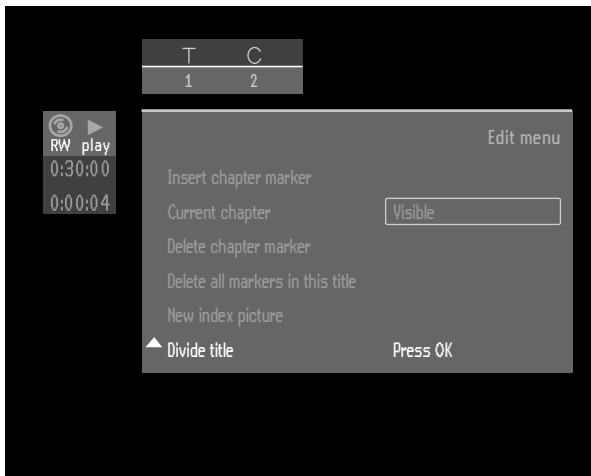 T C
1 2
RW play
0:30:00
0:00:04
Edit menu
Insert chapter marker
Current chapter Visible
Delete chapter marker
Delete all markers in this title
New index picture
Divide title Press OK